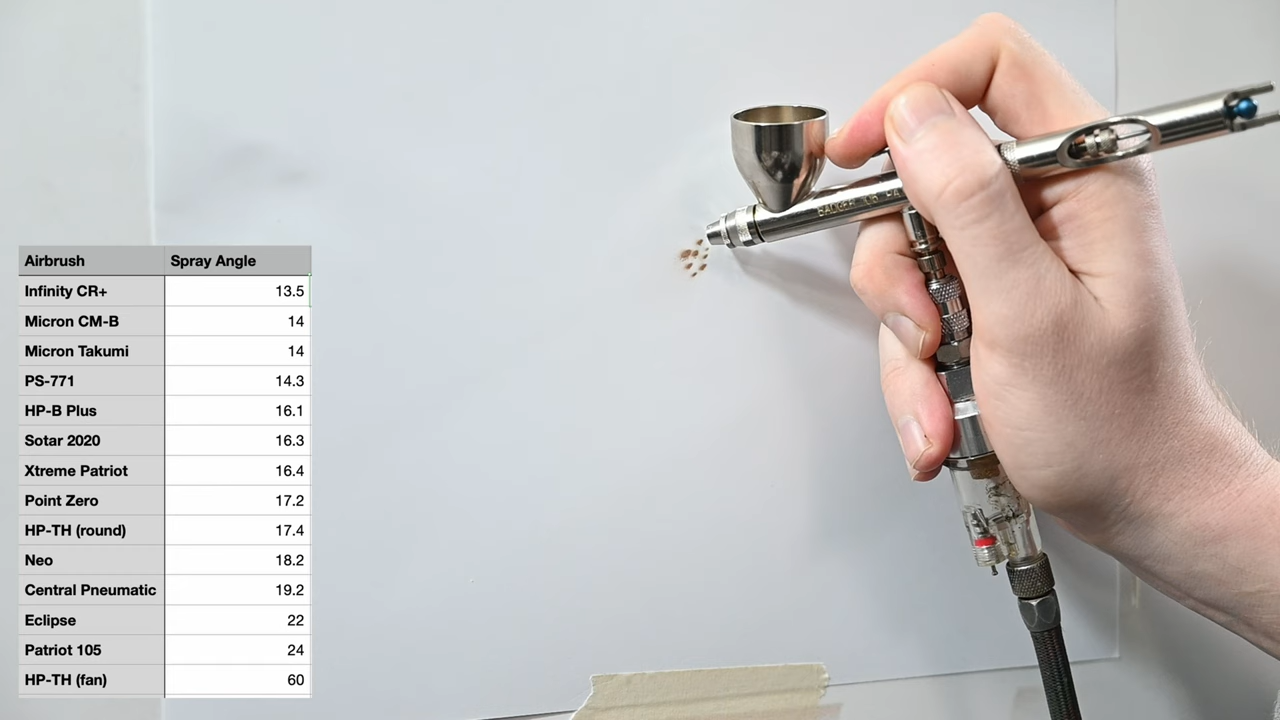 Airbrush Spray Angle
Infinity CR+ 13.5
Micron CM-B 14
Micron Takumi 14
PS-771 14.3
HP-B Plus 16.1
Sotar 2020 16.3
Xtreme Patriot 16.4
Point Zero 17.2
HP-TH (round) 17.4
Neo 18.2
Central Pneumatic 19.2
Eclipse 22
Patriot 105 24
HP-TH (fan) 60
BADGER